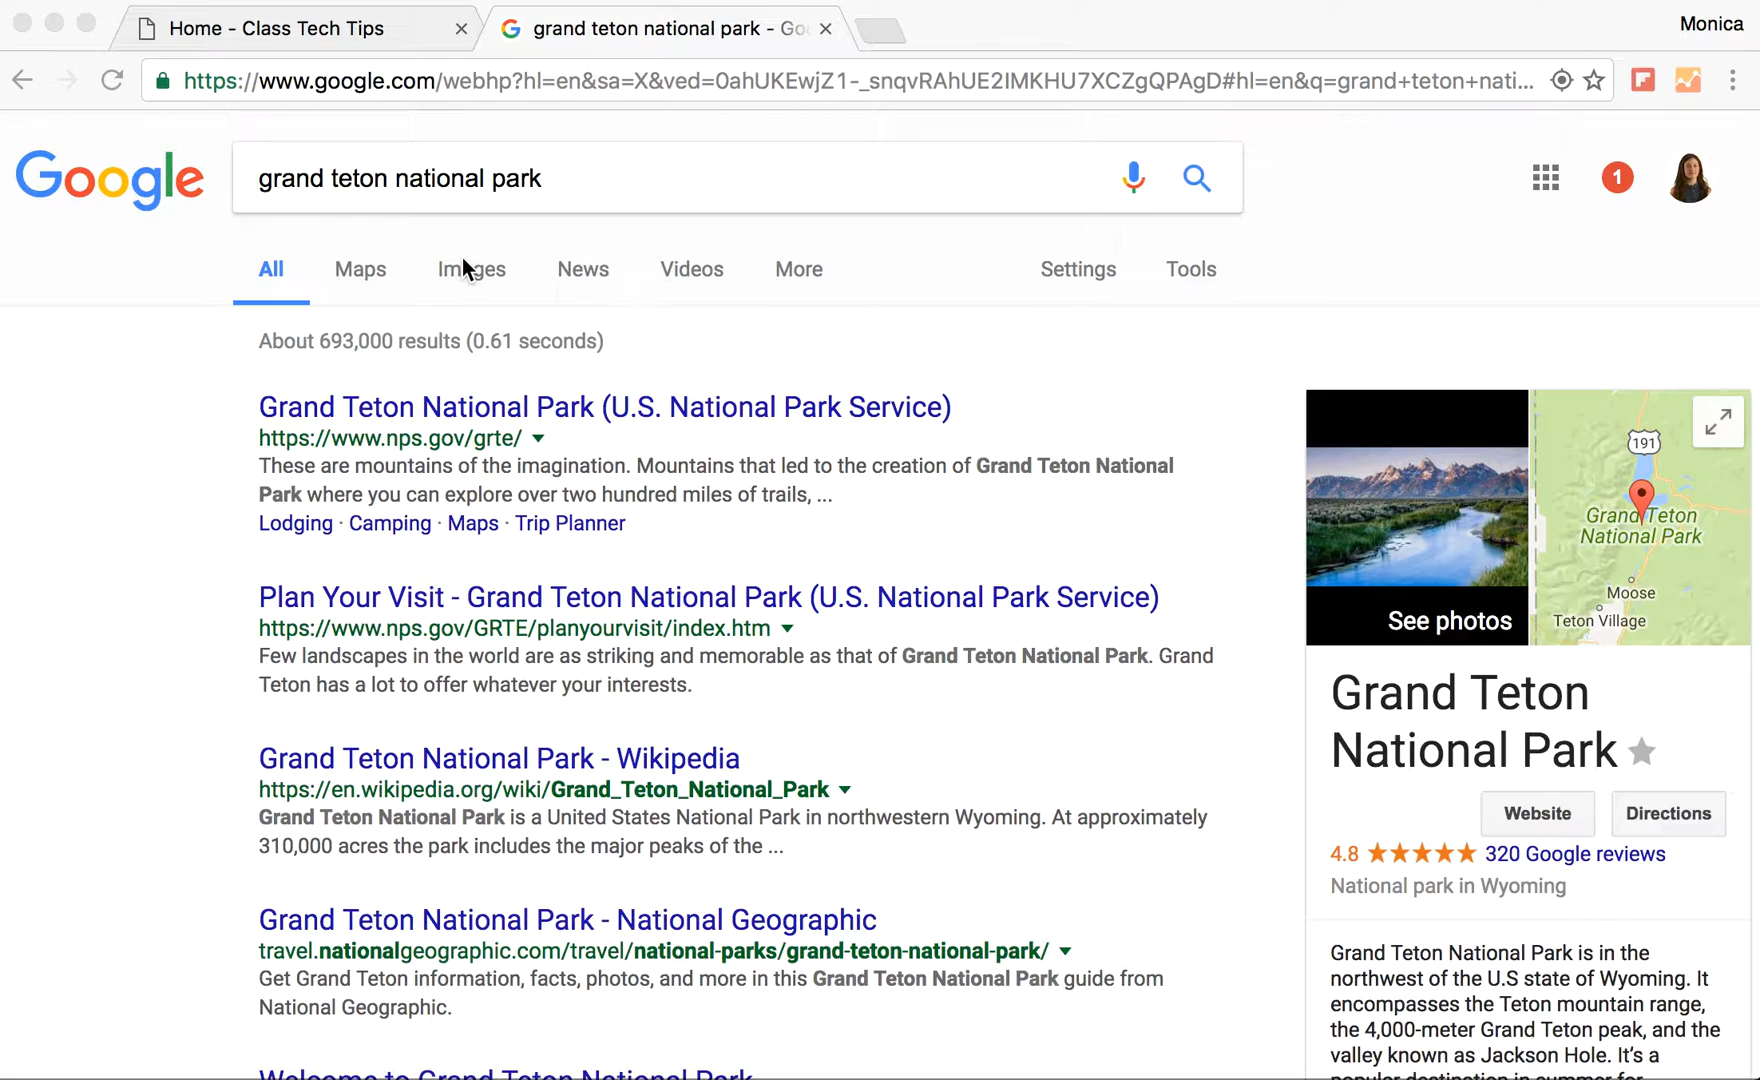 Home - Class Tech Tips
grand teton national park - Go
Monica
https://www.google.com/webhp?hl=en&sa=X&ved=0ahUKEwjZ1-_snqvRAhUE2IMKHU7XCZgQPAgD#hl=en&q=grand+teton+nati...
Google
grand teton national park
1
All Maps Images News Videos More Settings Tools
About 693,000 results (0.61 seconds)
Grand Teton National Park (U.S. National Park Service)
https://www.nps.gov/grte/
These are mountains of the imagination. Mountains that led to the creation of Grand Teton National
Park where you can explore over two hundred miles of trails, ...
Lodging · Camping · Maps · Trip Planner
Plan Your Visit - Grand Teton National Park (U.S. National Park Service)
https://www.nps.gov/GRTE/planyourvisit/index.htm
Few landscapes in the world are as striking and memorable as that of Grand Teton National Park. Grand
Teton has a lot to offer whatever your interests.
Grand Teton National Park - Wikipedia
https://en.wikipedia.org/wiki/Grand_Teton_National_Park
Grand Teton National Park is a United States National Park in northwestern Wyoming. At approximately
310,000 acres the park includes the major peaks of the ...
Grand Teton National Park - National Geographic
travel.nationalgeographic.com/travel/national-parks/grand-teton-national-park/
Get Grand Teton information, facts, photos, and more in this Grand Teton National Park guide from
National Geographic.
Welcome to Grand Teton National Park
See photos
191
Grand Teton
National Park
Moose
Teton Village
Grand Teton
National Park
Website Directions
4.8 320 Google reviews
National park in Wyoming
Grand Teton National Park is in the
northwest of the U.S state of Wyoming. It
encompasses the Teton mountain range,
the 4,000-meter Grand Teton peak, and the
valley known as Jackson Hole. It's a
popular destination in summer for